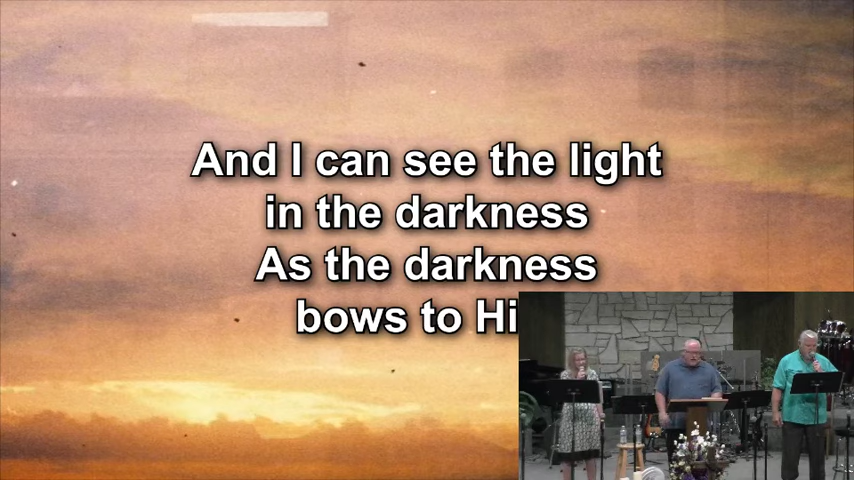 And I can see the light
in the darkness
As the darkness
bows to Hi